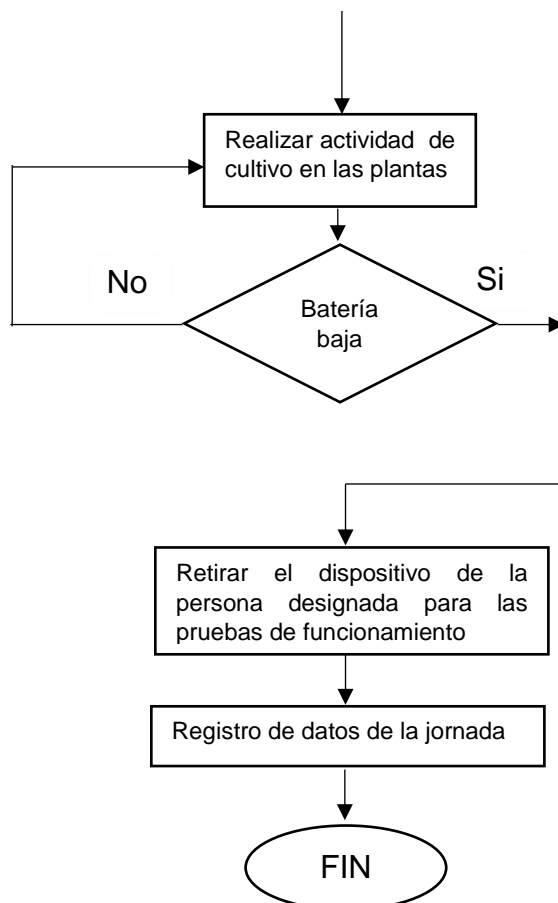 Realizar actividad de
cultivo en las plantas
No
Si
Batería
baja
Retirar el dispositivo de la
persona designada para las
pruebas de funcionamiento
Registro de datos de la jornada
FIN